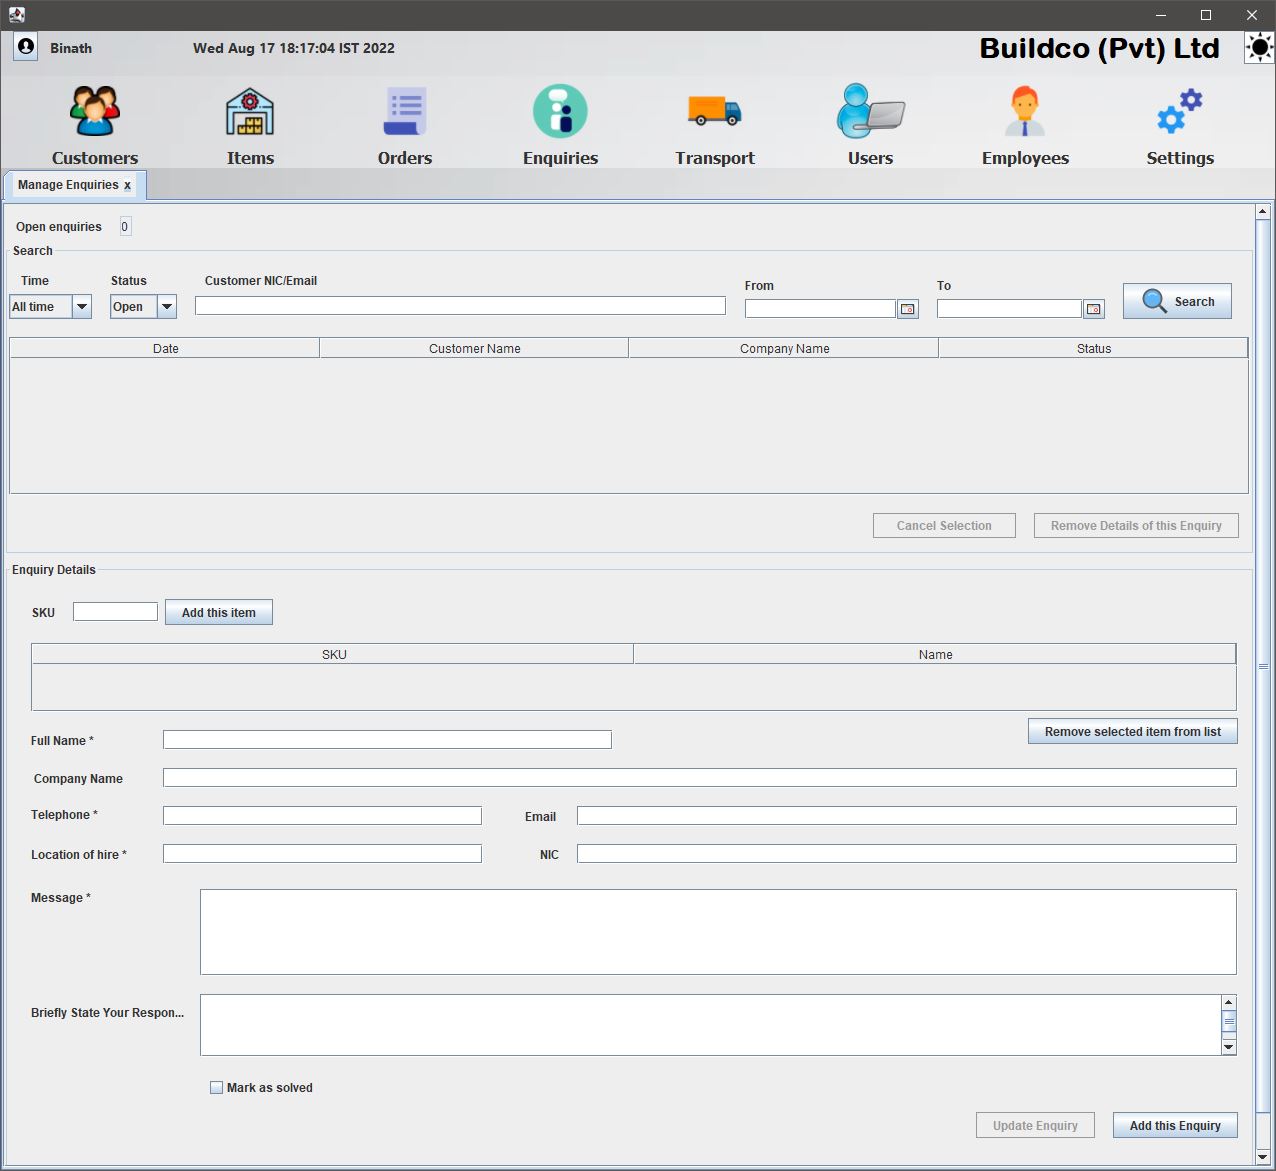 Binath
Wed Aug 17 18:17:04 IST 2022
Buildco (Pvt) Ltd
Customers
Items
Orders
Enquiries
Transport
Users
Employees
Settings
Manage Enquiries x
Open enquiries 0
Search
Time
Status
Customer NIC/Email
From
To
All time
Open
Search
Date
Customer Name
Company Name
Status
Cancel Selection
Remove Details of this Enquiry
Enquiry Details
SKU
Add this item
SKU
Name
Full Name *
Remove selected item from list
Company Name
Telephone *
Email
Location of hire *
NIC
Message *
Briefly State Your Respon...
Mark as solved
Update Enquiry
Add this Enquiry